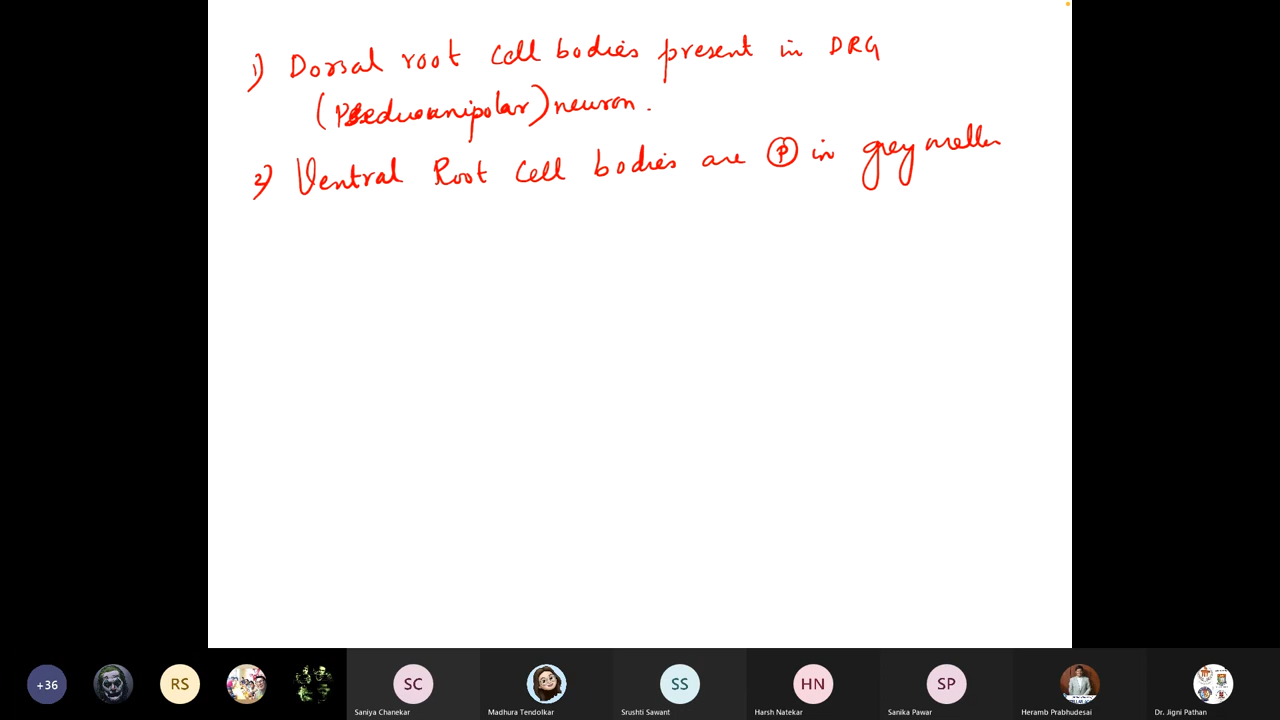 1) Dorsal root cell bodies present in DRG
(Pseduounipolar) neuron.
2) Ventral Root cell bodies are Ⓟ in grey matter
+36
RS
SC
SS
HN
SP
Saniya Chanekar
Madhura Tendolkar
Srushti Sawant
Harsh Natekar
Sanika Pawar
Heramb Prabhudesai
Dr. Jigni Pathan